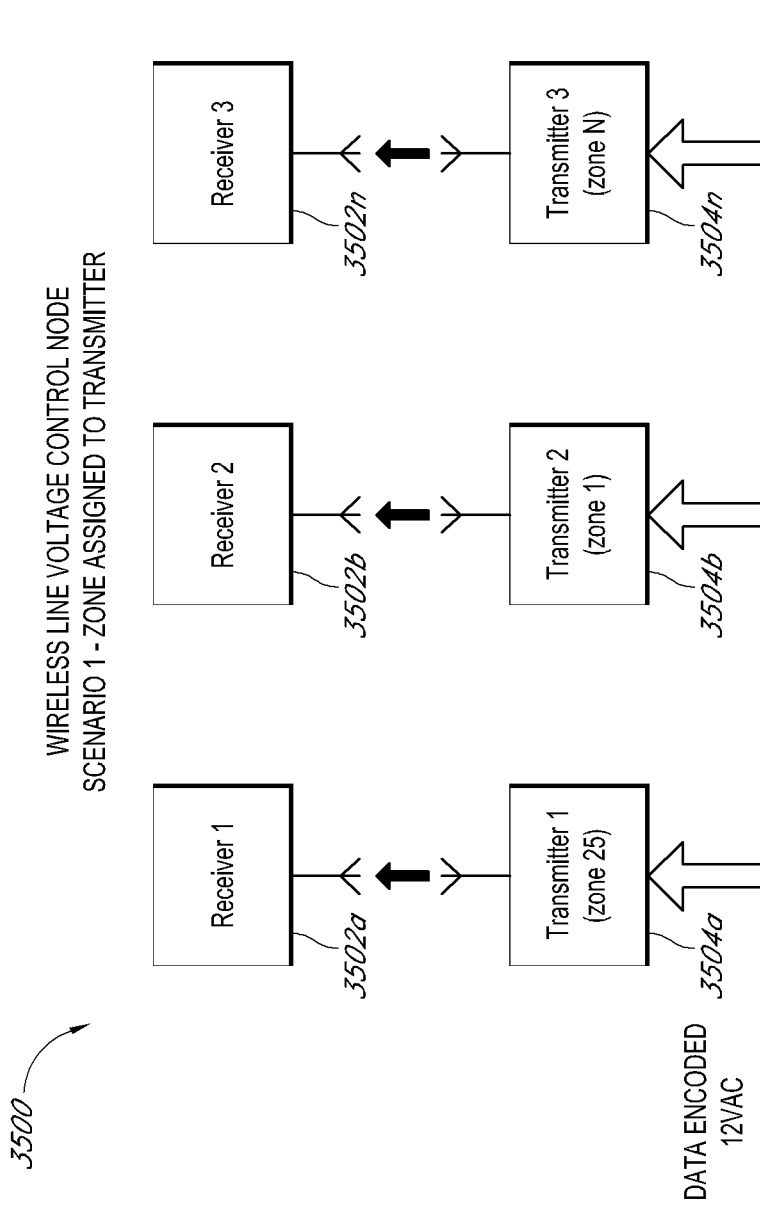 3500
WIRELESS LINE VOLTAGE CONTROL NODE
SCENARIO 1 - ZONE ASSIGNED TO TRANSMITTER
Receiver 1
3502a
Receiver 2
3502b
Receiver 3
3502n
Transmitter 1
(zone 25)
3504a
Transmitter 2
(zone 1)
3504b
Transmitter 3
(zone N)
3504n
DATA ENCODED
12VAC